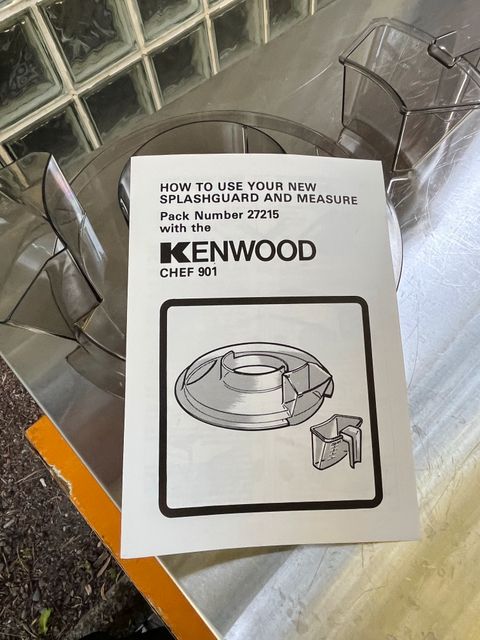 HOW TO USE YOUR NEW
SPLASHGUARD AND MEASURE
Pack Number 27215
with the
KENWOOD
CHEF 901